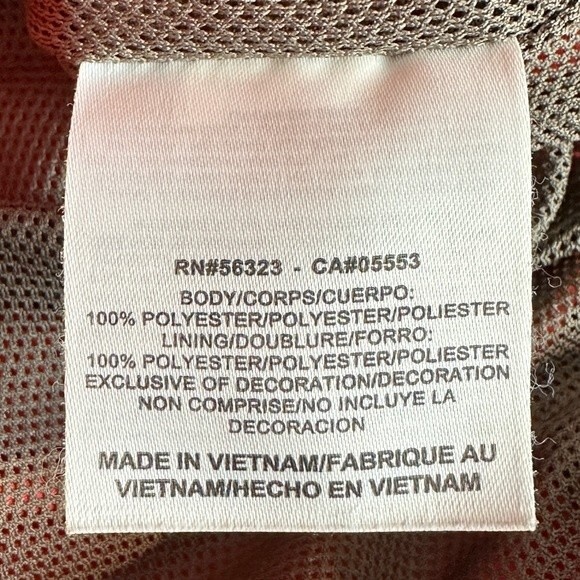 RN#56323 - CA#05553
BODY/CORPS/CUERPO:
100% POLYESTER/POLYESTER/POLIESTER
LINING/DOUBLURE/FORRO:
100% POLYESTER/POLYESTER/POLIESTER
EXCLUSIVE OF DECORATION/DECORATION
NON COMPRISE/NO INCLUYE LA
DECORACION
MADE IN VIETNAM/FABRIQUE AU
VIETNAM/HECHO EN VIETNAM